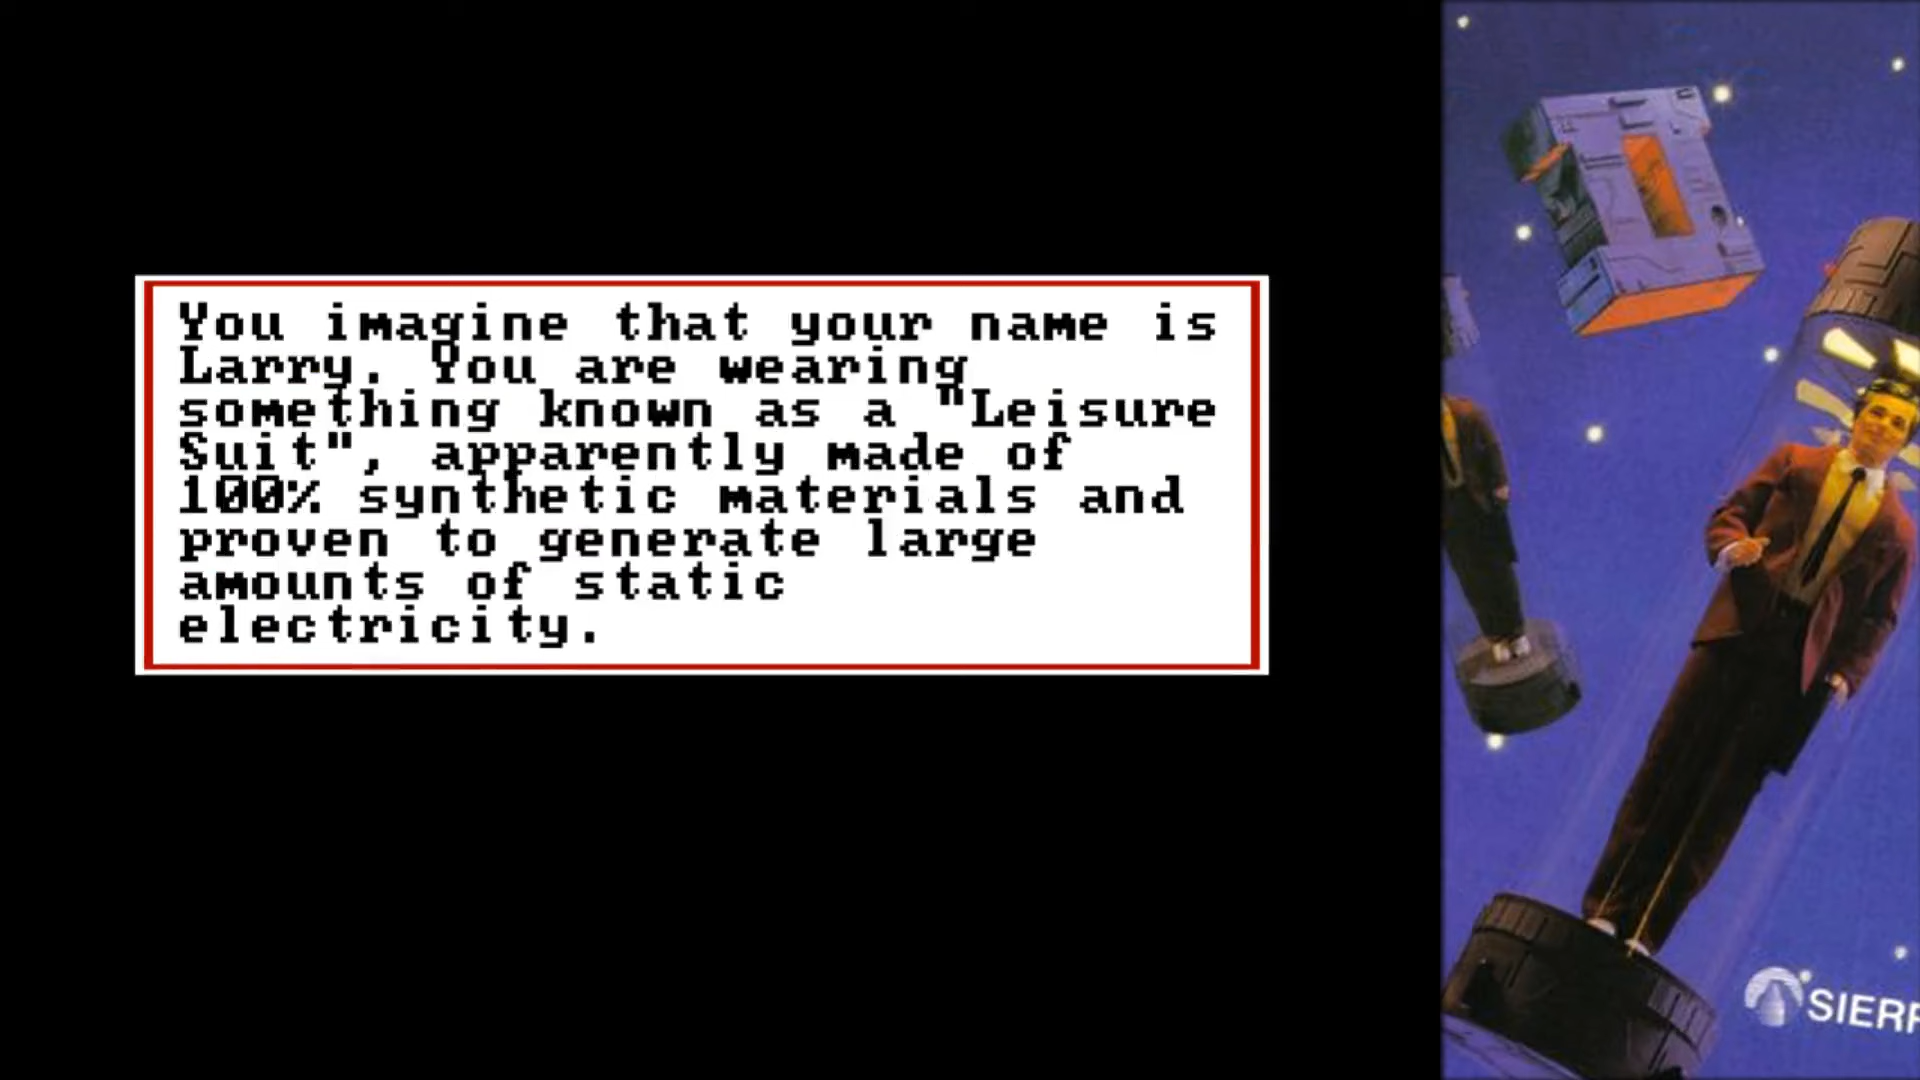 You imagine that your name is
Larry. You are wearing
something known as a "Leisure
Suit", apparently made of
100% synthetic materials and
proven to generate large
amounts of static
electricity.
SIERR